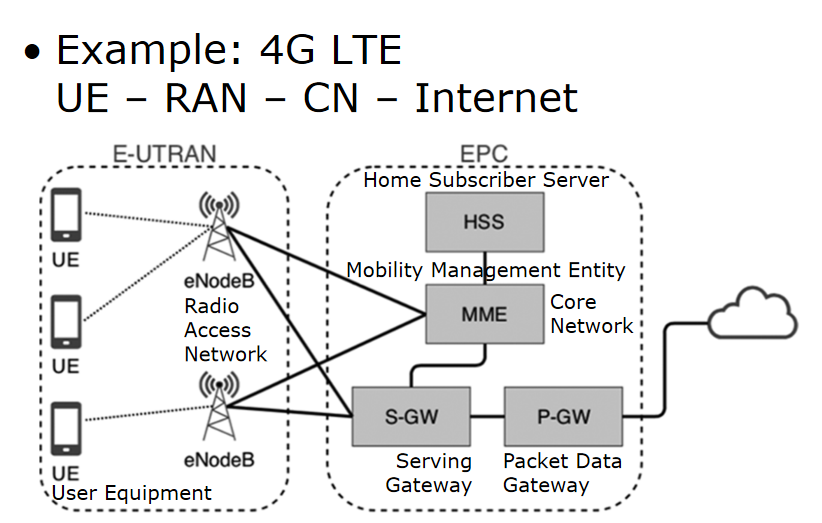 • Example: 4G LTE
UE – RAN – CN – Internet
E-UTRAN
EPC
Home Subscriber Server
HSS
UE
eNodeB
Mobility Management Entity
MME
Core
Network
UE
Radio
Access
Network
S-GW
P-GW
UE
eNodeB
Serving
Gateway
Packet Data
Gateway
User Equipment